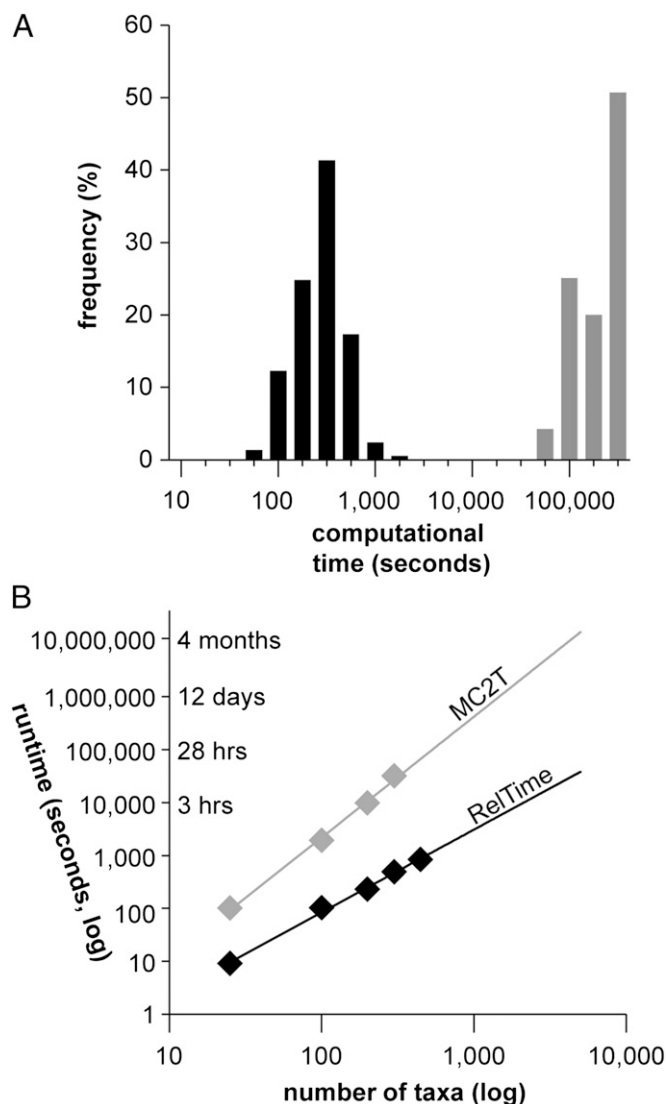 A
60
50
40
30
20
10
0
frequency (%)
10 100 1,000 10,000 100,000
computational
time (seconds)
B
10,000,000 4 months
1,000,000 12 days
100,000 28 hrs
10,000 3 hrs
1,000
100
10
1
runtime (seconds, log)
MC2T
RelTime
10 100 1,000 10,000
number of taxa (log)